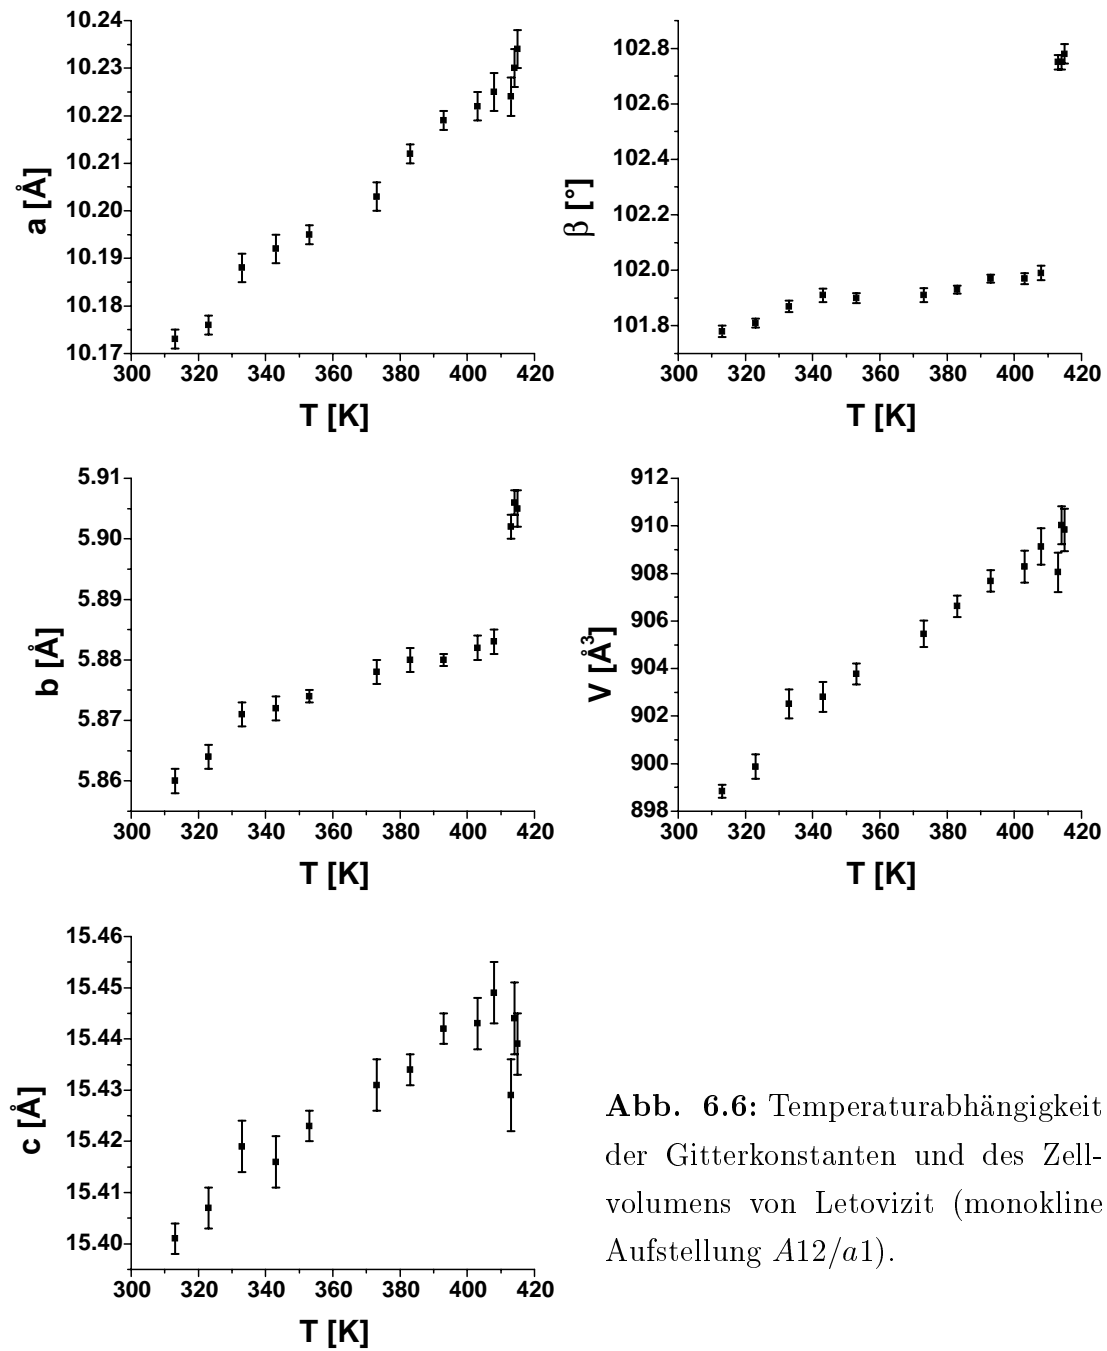 10.24
10.23
10.22
10.21
10.20
10.19
10.18
10.17
a [Å]
300 320 340 360 380 400 420
T [K]
102.8
102.6
102.4
102.2
102.0
101.8
β [°]
300 320 340 360 380 400 420
T [K]
5.91
5.90
5.89
5.88
5.87
5.86
b [Å]
300 320 340 360 380 400 420
T [K]
912
910
908
906
904
902
900
898
V [Å³]
300 320 340 360 380 400 420
T [K]
15.46
15.45
15.44
15.43
15.42
15.41
15.40
c [Å]
300 320 340 360 380 400 420
T [K]
Abb. 6.6: Temperaturabhängigkeit
der Gitterkonstanten und des Zell-
volumens von Letovizit (monokline
Aufstellung A12/a1).